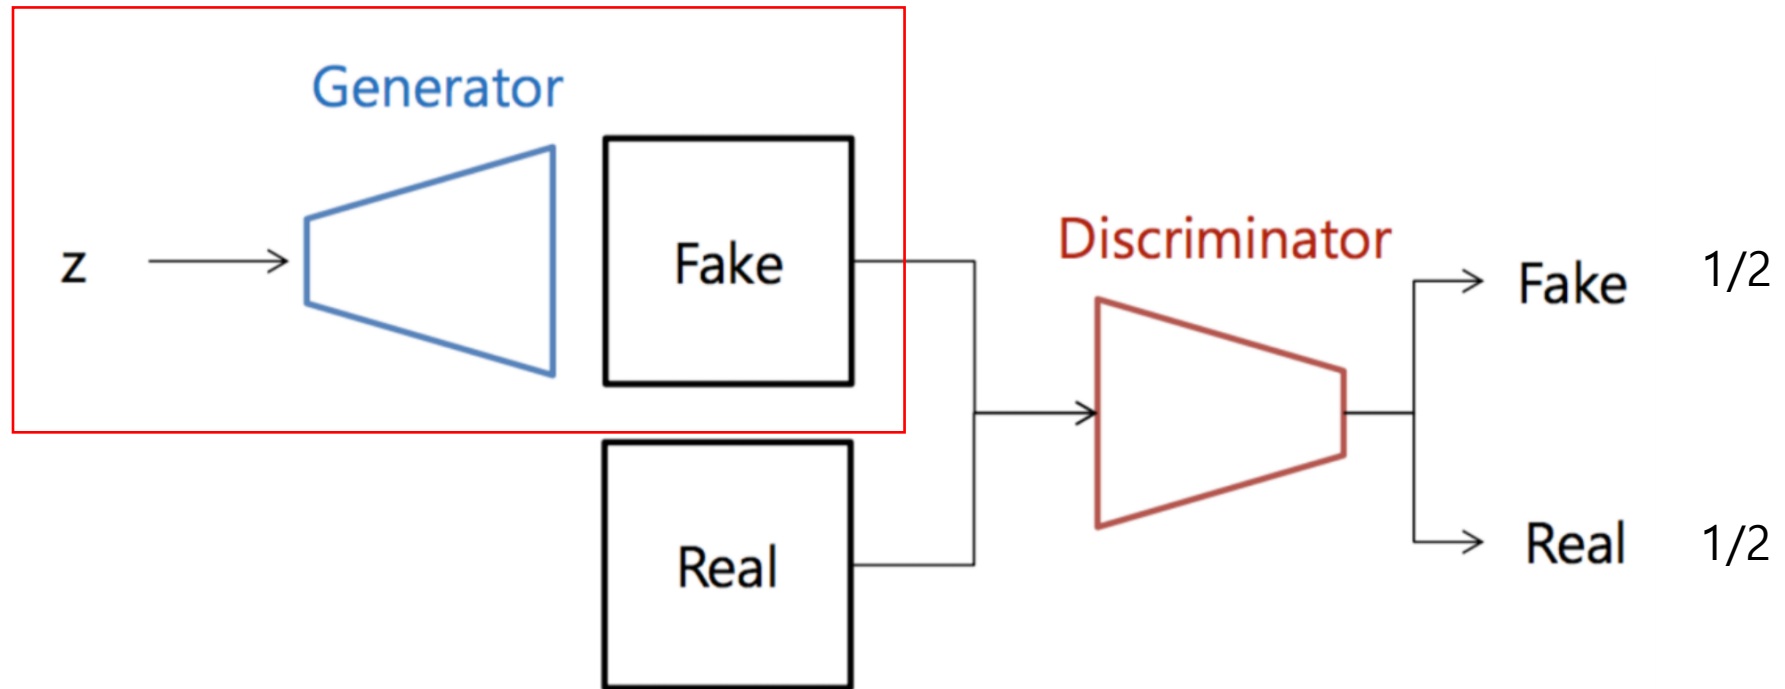 Generator
z
Fake
Real
Discriminator
Fake 1/2
Real 1/2